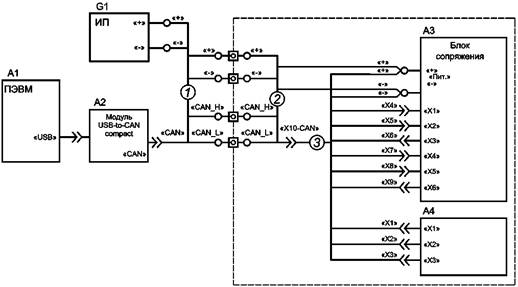 G1
ИП
«+»
«-»
A1
ПЭВМ
«USB»
A2
Модуль
USB-to-CAN
compact
«CAN»
«CAN»
1
«+» «+»
«-» «-»
«CAN_H» «CAN_H»
«CAN_L» «CAN_L»
2
«X10-CAN»
3
A3
Блок
сопряжения
«+»
«+»
«-»
«-»
«+»
«Пит.»
«-»
«X4» «X1»
«X5» «X2»
«X6» «X3»
«X7» «X4»
«X8» «X5»
«X9» «X6»
A4
«X1» «X1»
«X2» «X2»
«X3» «X3»